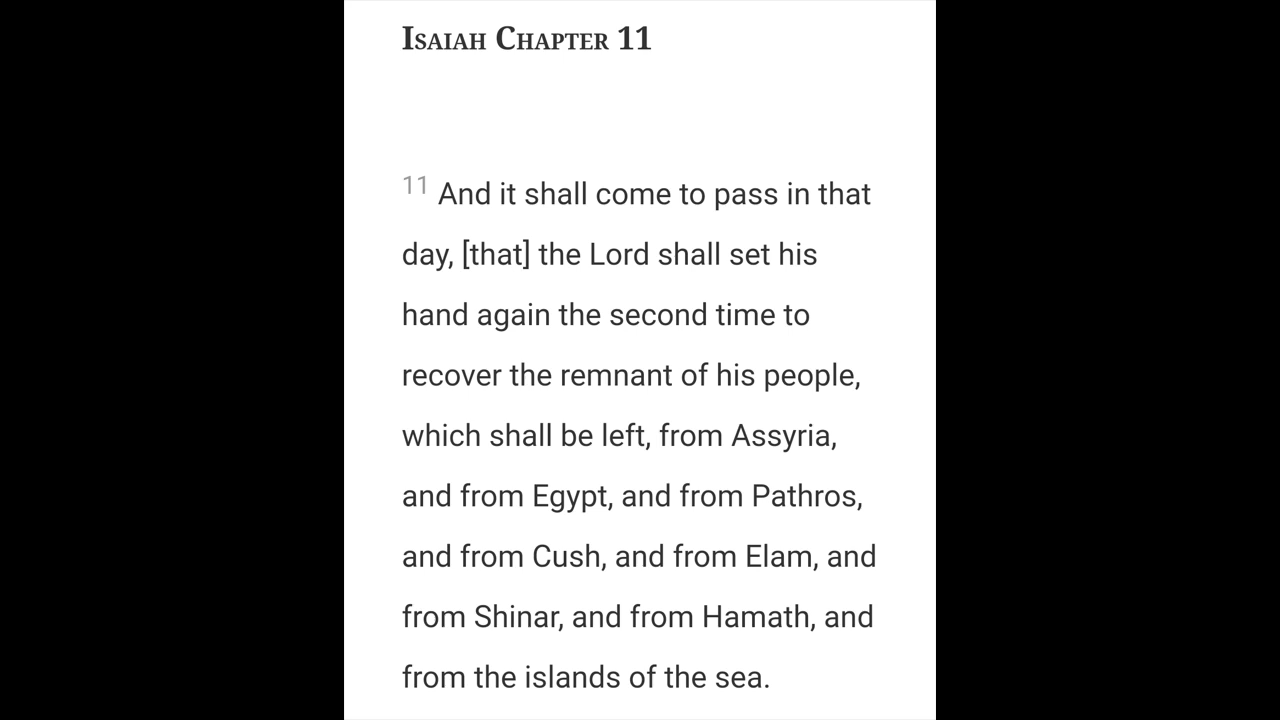 Isaiah Chapter 11
11 And it shall come to pass in that
day, [that] the Lord shall set his
hand again the second time to
recover the remnant of his people,
which shall be left, from Assyria,
and from Egypt, and from Pathros,
and from Cush, and from Elam, and
from Shinar, and from Hamath, and
from the islands of the sea.